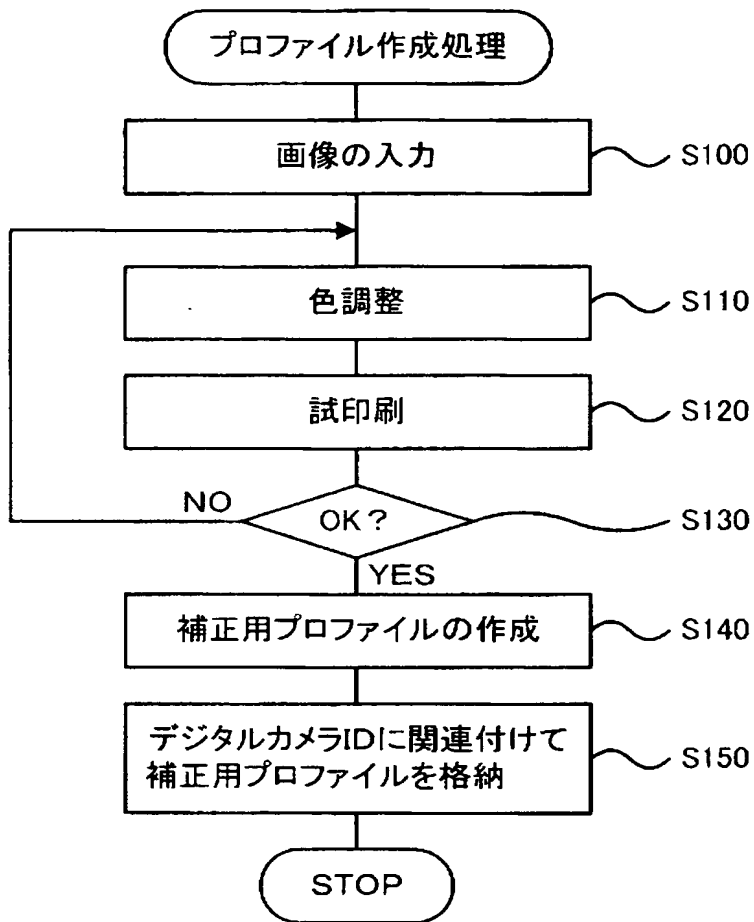 プロファイル作成処理
画像の入力
S100
色調整
S110
試印刷
S120
NO
OK?
S130
YES
補正用プロファイルの作成
S140
デジタルカメラIDに関連付けて
補正用プロファイルを格納
S150
STOP